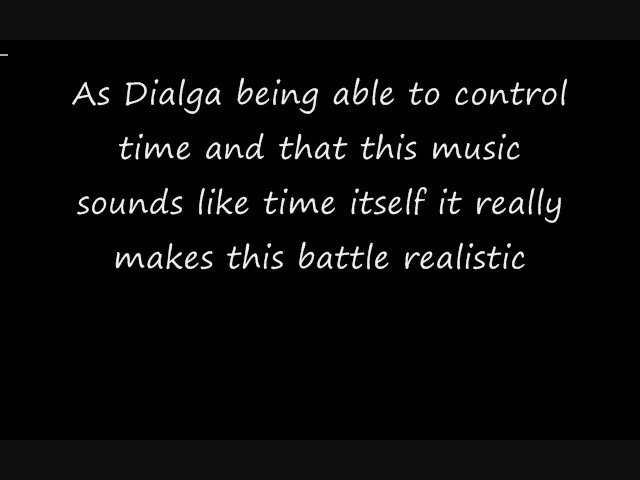 As Dialga being able to control
time and that this music
sounds like time itself it really
makes this battle realistic